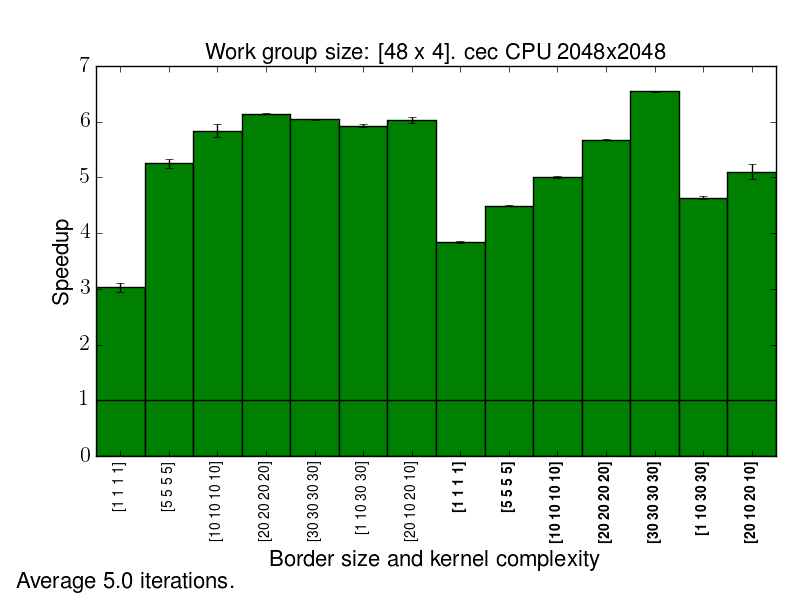 Work group size: [48 x 4]. cec CPU 2048x2048
7
6
5
4
3
2
1
0
Speedup
[1 1 1 1]
[5 5 5 5]
[10 10 10 10]
[20 20 20 20]
[30 30 30 30]
[1 10 30 30]
[20 10 20 10]
[1 1 1 1]
[5 5 5 5]
[10 10 10 10]
[20 20 20 20]
[30 30 30 30]
[1 10 30 30]
[20 10 20 10]
Border size and kernel complexity
Average 5.0 iterations.